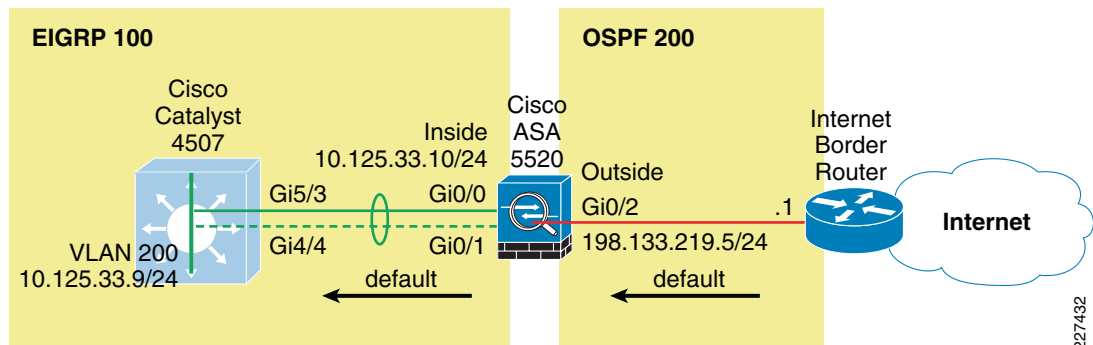 EIGRP 100
OSPF 200
Cisco
Catalyst
4507
Inside
10.125.33.10/24
Cisco
ASA
5520
Internet
Border
Router
Outside
Gi5/3
Gi0/0
Gi0/2
.1
Internet
Gi4/4
Gi0/1
198.133.219.5/24
VLAN 200
10.125.33.9/24
default
default
227432